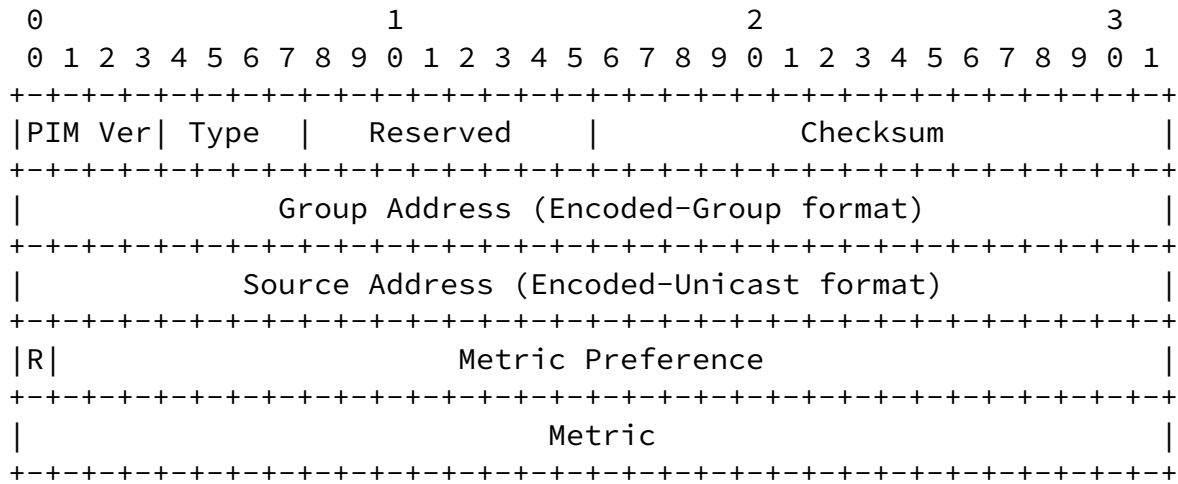 0                   1                   2                   3
 0 1 2 3 4 5 6 7 8 9 0 1 2 3 4 5 6 7 8 9 0 1 2 3 4 5 6 7 8 9 0 1
+-+-+-+-+-+-+-+-+-+-+-+-+-+-+-+-+-+-+-+-+-+-+-+-+-+-+-+-+-+-+-+-+
|PIM Ver| Type  |   Reserved    |           Checksum            |
+-+-+-+-+-+-+-+-+-+-+-+-+-+-+-+-+-+-+-+-+-+-+-+-+-+-+-+-+-+-+-+-+
|              Group Address (Encoded-Group format)             |
+-+-+-+-+-+-+-+-+-+-+-+-+-+-+-+-+-+-+-+-+-+-+-+-+-+-+-+-+-+-+-+-+
|            Source Address (Encoded-Unicast format)            |
+-+-+-+-+-+-+-+-+-+-+-+-+-+-+-+-+-+-+-+-+-+-+-+-+-+-+-+-+-+-+-+-+
|R|                      Metric Preference                      |
+-+-+-+-+-+-+-+-+-+-+-+-+-+-+-+-+-+-+-+-+-+-+-+-+-+-+-+-+-+-+-+-+
|                             Metric                            |
+-+-+-+-+-+-+-+-+-+-+-+-+-+-+-+-+-+-+-+-+-+-+-+-+-+-+-+-+-+-+-+-+